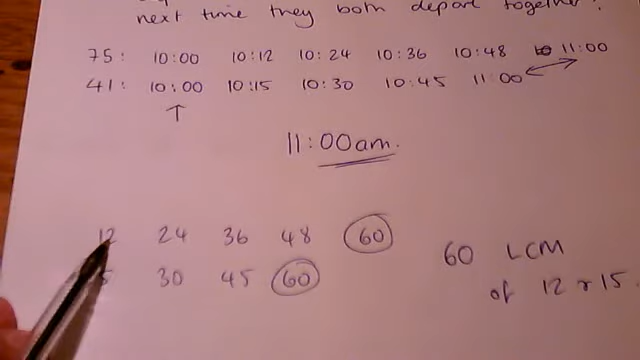 next time they both depart together?
75: 10:00 10:12 10:24 10:36 10:48 11:00
41: 10:00 10:15 10:30 10:45 11:00
11:00am.
12 24 36 48 60
5 30 45 60
60 LCM
of 12 & 15.